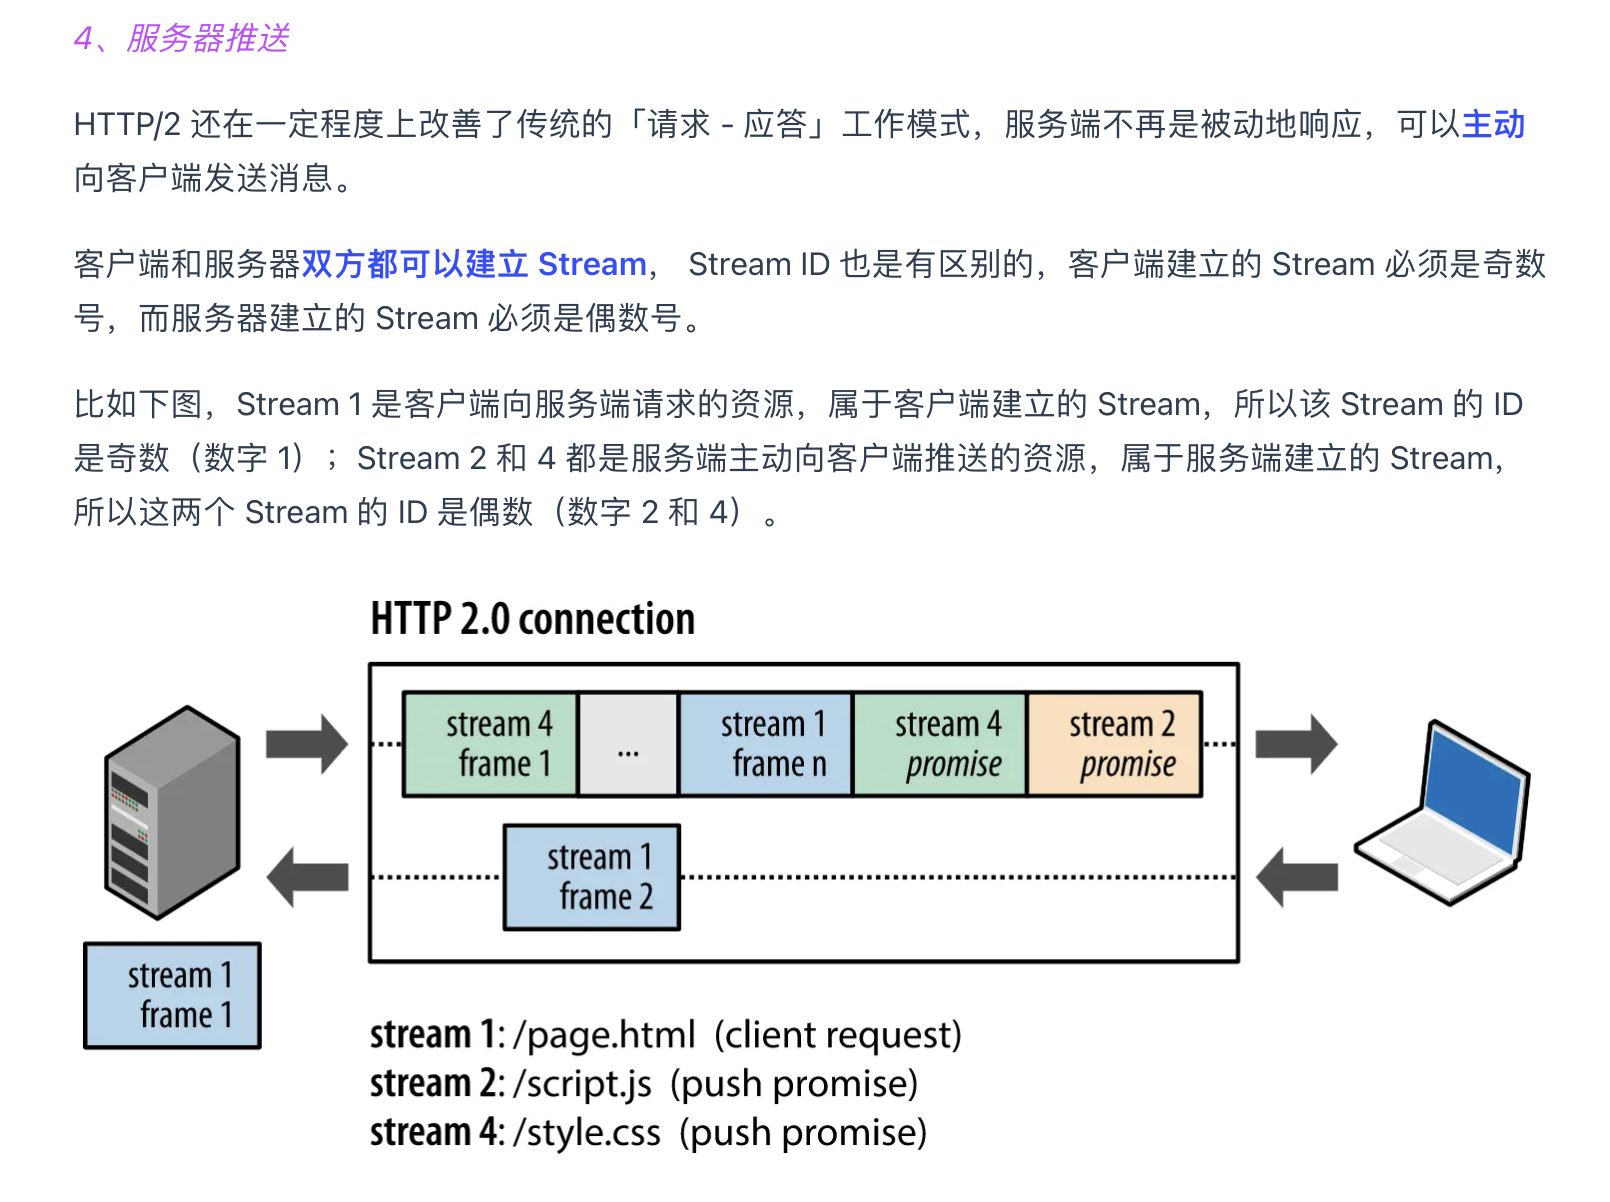 4、服务器推送
HTTP/2 还在一定程度上改善了传统的「请求 - 应答」工作模式，服务端不再是被动地响应，可以主动
向客户端发送消息。
客户端和服务器双方都可以建立 Stream， Stream ID 也是有区别的，客户端建立的 Stream 必须是奇数
号，而服务器建立的 Stream 必须是偶数号。
比如下图，Stream 1 是客户端向服务端请求的资源，属于客户端建立的 Stream，所以该 Stream 的 ID
是奇数（数字 1）；Stream 2 和 4 都是服务端主动向客户端推送的资源，属于服务端建立的 Stream，
所以这两个 Stream 的 ID 是偶数（数字 2 和 4）。
HTTP 2.0 connection
stream 4
frame 1
...
stream 1
frame n
stream 4
promise
stream 2
promise
stream 1
frame 2
stream 1
frame 1
stream 1: /page.html (client request)
stream 2: /script.js (push promise)
stream 4: /style.css (push promise)